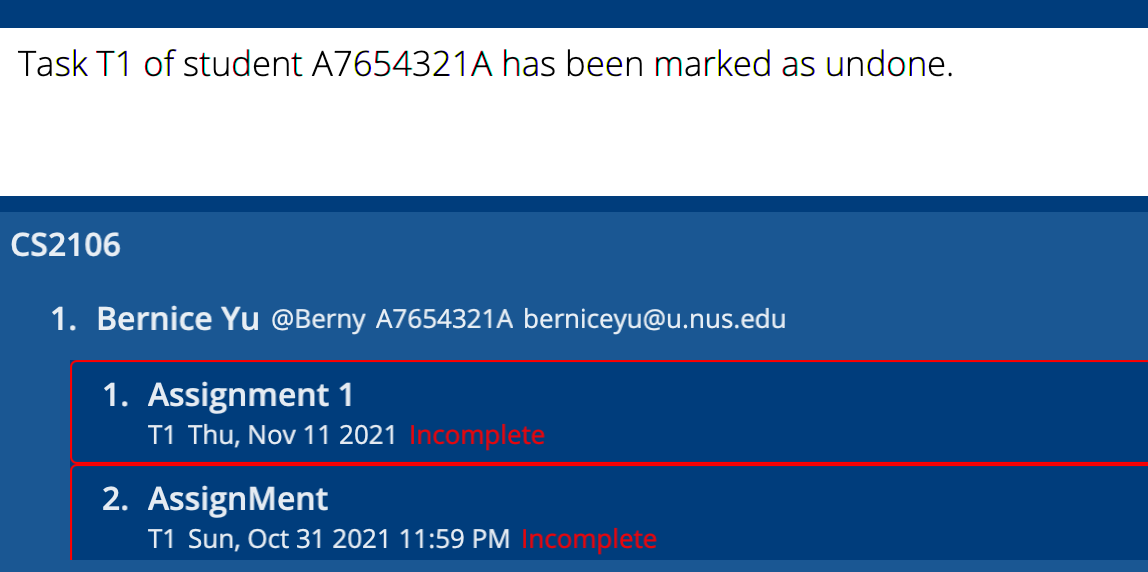 Task T1 of student A7654321A has been marked as undone.
CS2106
1. Bernice Yu @Berny A7654321A berniceyu@u.nus.edu
1. Assignment 1
T1 Thu, Nov 11 2021 Incomplete
2. AssignMent
T1 Sun, Oct 31 2021 11:59 PM Incomplete